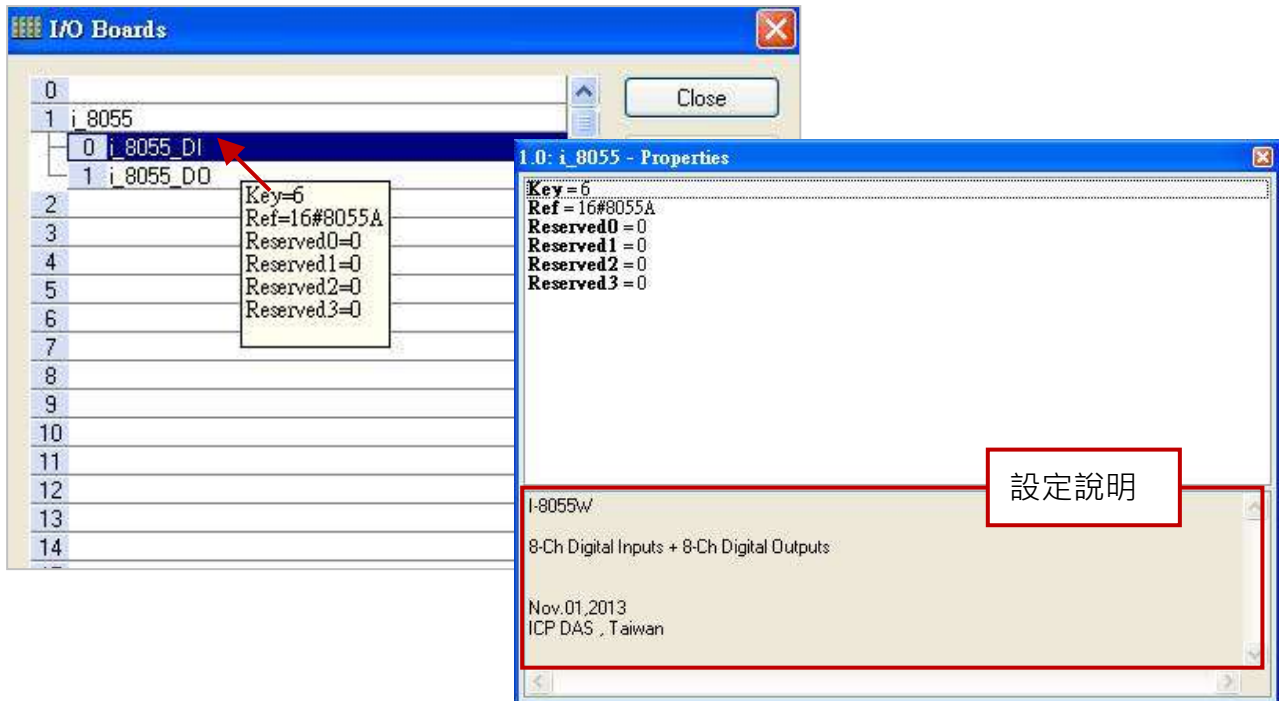 I/O Boards
Close
0
1 i_8055
0 i_8055_DI
1 i_8055_DO
2
3
4
5
6
7
8
9
10
11
12
13
14
Key=6
Ref=16#8055A
Reserved0=0
Reserved1=0
Reserved2=0
Reserved3=0
1.0: i_8055 - Properties
Key = 6
Ref = 16#8055A
Reserved0 = 0
Reserved1 = 0
Reserved2 = 0
Reserved3 = 0
設定說明
I-8055W
8-Ch Digital Inputs + 8-Ch Digital Outputs
Nov.01,2013
ICP DAS , Taiwan